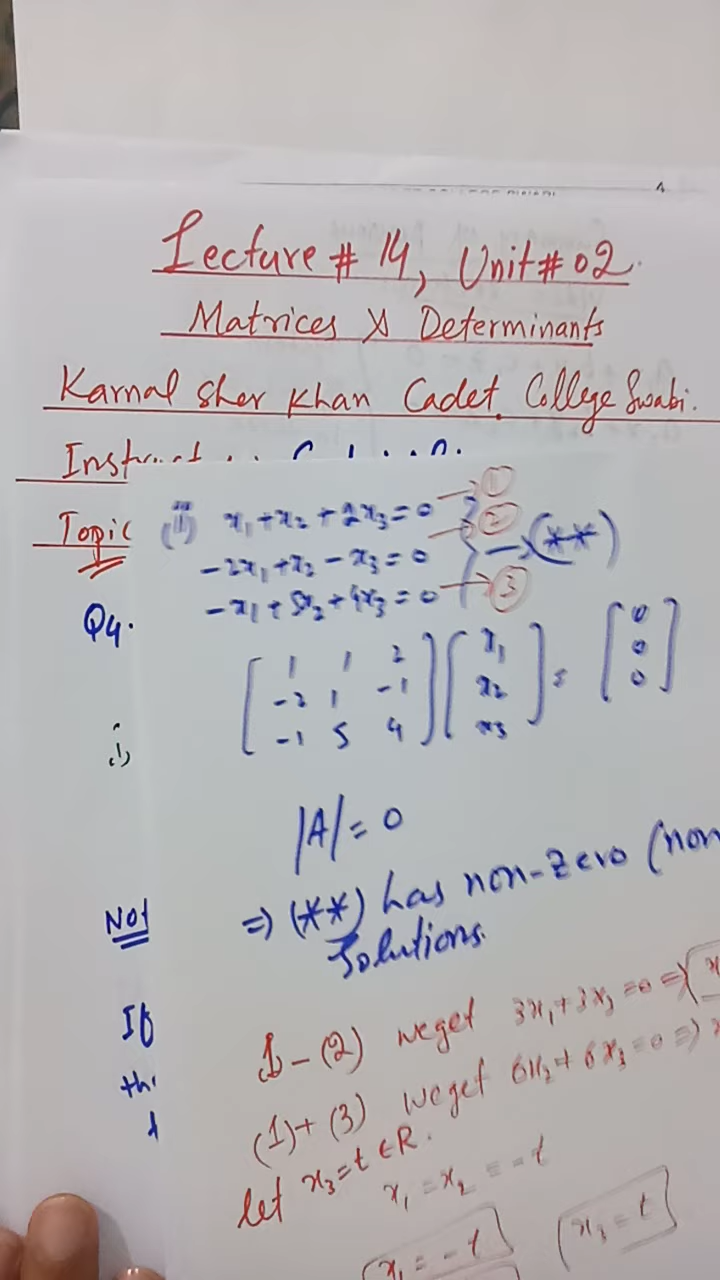 Lecture # 14, Unit # 02.
Matrices & Determinants
Karnal Sher Khan Cadet College Swabi.
Topic
(ii) x₁+x₂+2x₃=0 → ①
-2x₁+x₂-x₃=0 → ② → (**)
-x₁+5x₂+4x₃=0 → ③
Q4.
[1 1 2] [x₁] [0]
[-2 1 -1] [x₂] = [0]
[-1 5 4] [x₃] [0]
i)
|A|=0
⇒ (**) has non-zero (non
Solutions.
Not
If
1-(2) we get 3x₁+3x₃=0 ⇒ x
(1)+(3) we get 6x₂+6x₃=0 ⇒ x
let x₃=t ∈R.
x₁=x₂=-t
x₁=-t x₃=t